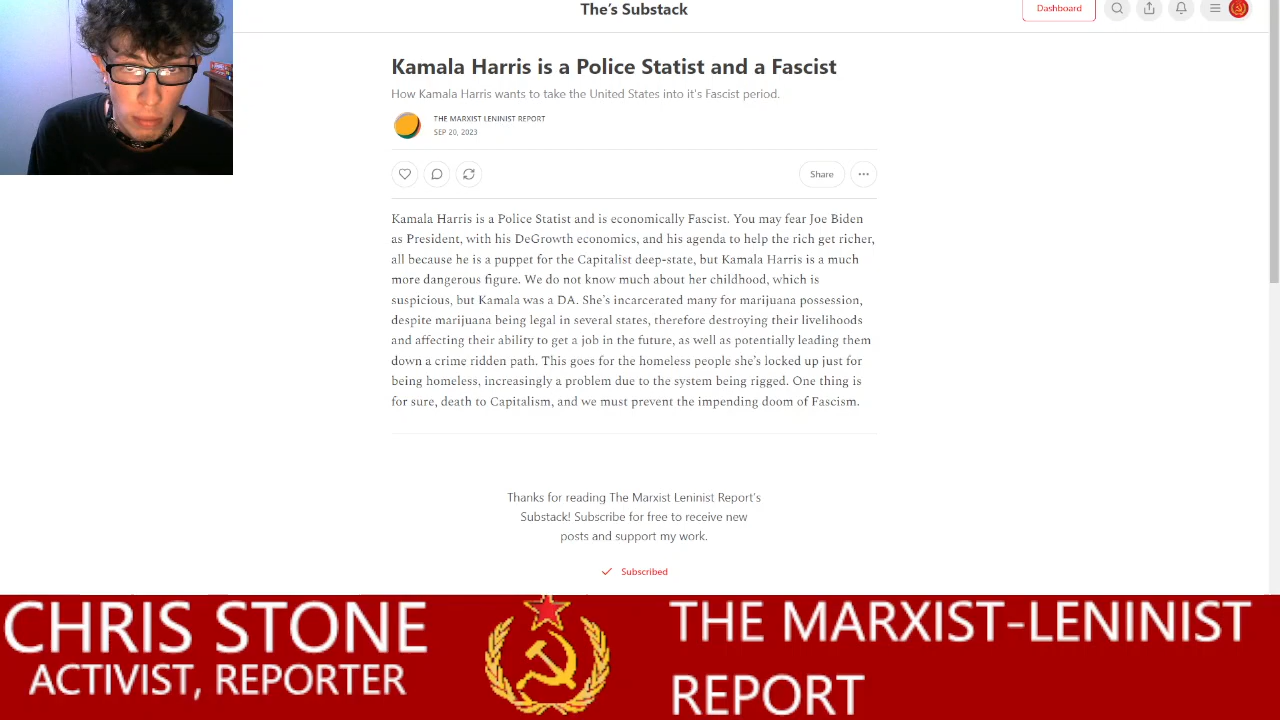 The's Substack
Dashboard
Kamala Harris is a Police Statist and a Fascist
How Kamala Harris wants to take the United States into it's Fascist period.
THE MARXIST LENINIST REPORT
SEP 20, 2023
Share
Kamala Harris is a Police Statist and is economically Fascist. You may fear Joe Biden
as President, with his DeGrowth economics, and his agenda to help the rich get richer,
all because he is a puppet for the Capitalist deep-state, but Kamala Harris is a much
more dangerous figure. We do not know much about her childhood, which is
suspicious, but Kamala was a DA. She's incarcerated many for marijuana possession,
despite marijuana being legal in several states, therefore destroying their livelihoods
and affecting their ability to get a job in the future, as well as potentially leading them
down a crime ridden path. This goes for the homeless people she's locked up just for
being homeless, increasingly a problem due to the system being rigged. One thing is
for sure, death to Capitalism, and we must prevent the impending doom of Fascism.
Thanks for reading The Marxist Leninist Report's
Substack! Subscribe for free to receive new
posts and support my work.
Subscribed
CHRIS STONE
ACTIVIST, REPORTER
THE MARXIST-LENINIST
REPORT